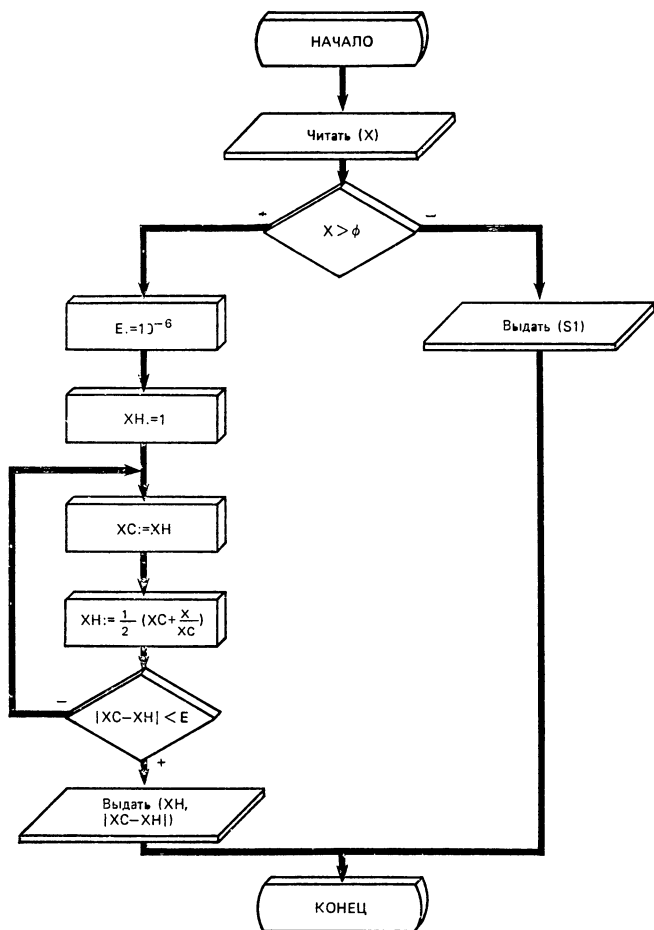 НАЧАЛО
Читать (X)
+
−
X > ϕ
E.=10⁻⁶
Выдать (S1)
XH.=1
XC:=XH
XH:= 1/2 (XC+ X/XC)
−
|XC−XH| < E
+
Выдать (XH,
|XC−XH|)
КОНЕЦ